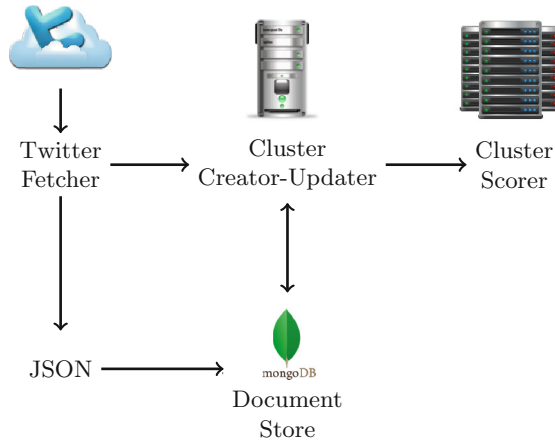 Twitter
Fetcher
Cluster
Creator-Updater
Cluster
Scorer
JSON
mongoDB
Document
Store